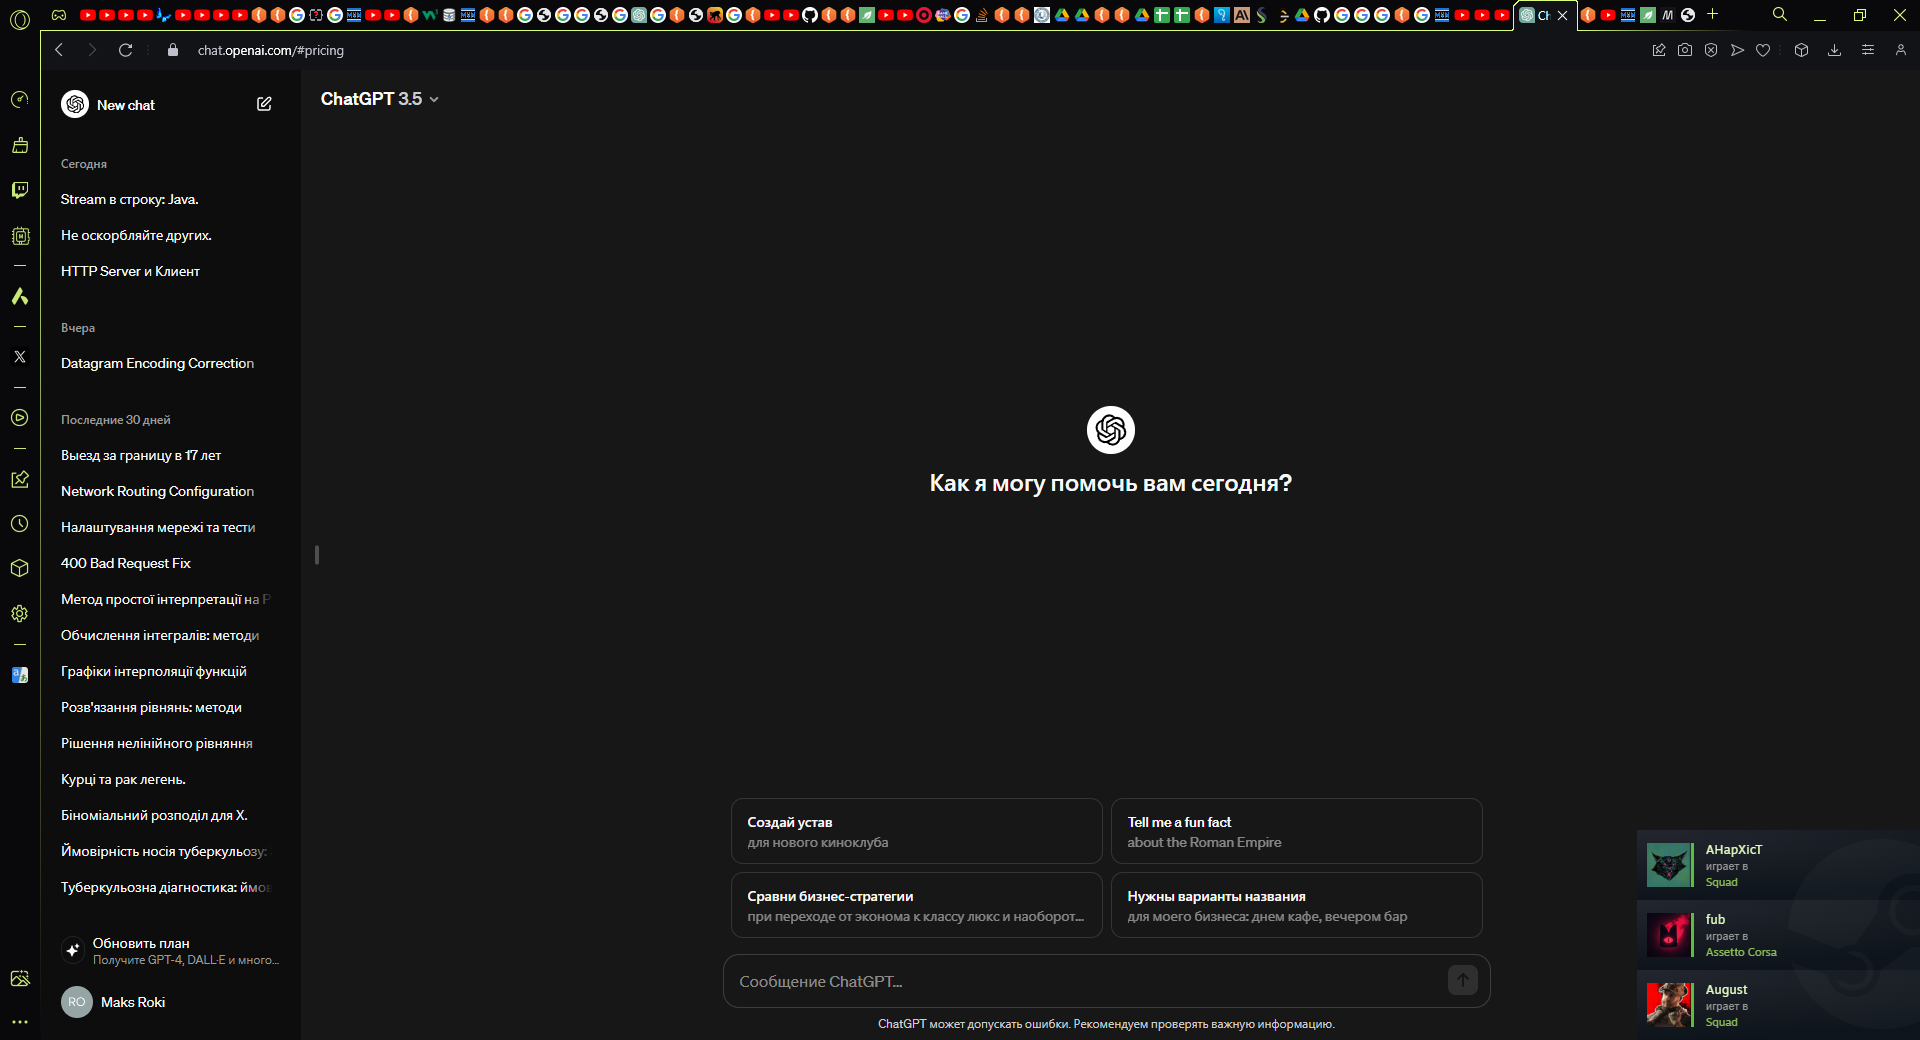 Ch
chat.openai.com/#pricing
New chat
ChatGPT 3.5
Сегодня
Stream в строку: Java.
Не оскорбляйте других.
HTTP Server и Клиент
Вчера
Datagram Encoding Correction
Последние 30 дней
Выезд за границу в 17 лет
Network Routing Configuration
Налаштування мережі та тести
400 Bad Request Fix
Метод простої інтерпретації на P
Обчислення інтегралів: методи
Графіки інтерполяції функцій
Розв'язання рівнянь: методи
Рішення нелінійного рівняння
Курці та рак легень.
Біноміальний розподіл для X.
Ймовірність носія туберкульозу:
Туберкульозна діагностика: ймов
Обновить план
Получите GPT-4, DALL·E и много...
RO
Maks Roki
Как я могу помочь вам сегодня?
Создай устав
для нового киноклуба
Tell me a fun fact
about the Roman Empire
Сравни бизнес-стратегии
при переходе от эконома к классу люкс и наоборот...
Нужны варианты названия
для моего бизнеса: днем кафе, вечером бар
Сообщение ChatGPT...
ChatGPT может допускать ошибки. Рекомендуем проверять важную информацию.
АНарХісТ
играет в
Squad
fub
играет в
Assetto Corsa
August
играет в
Squad